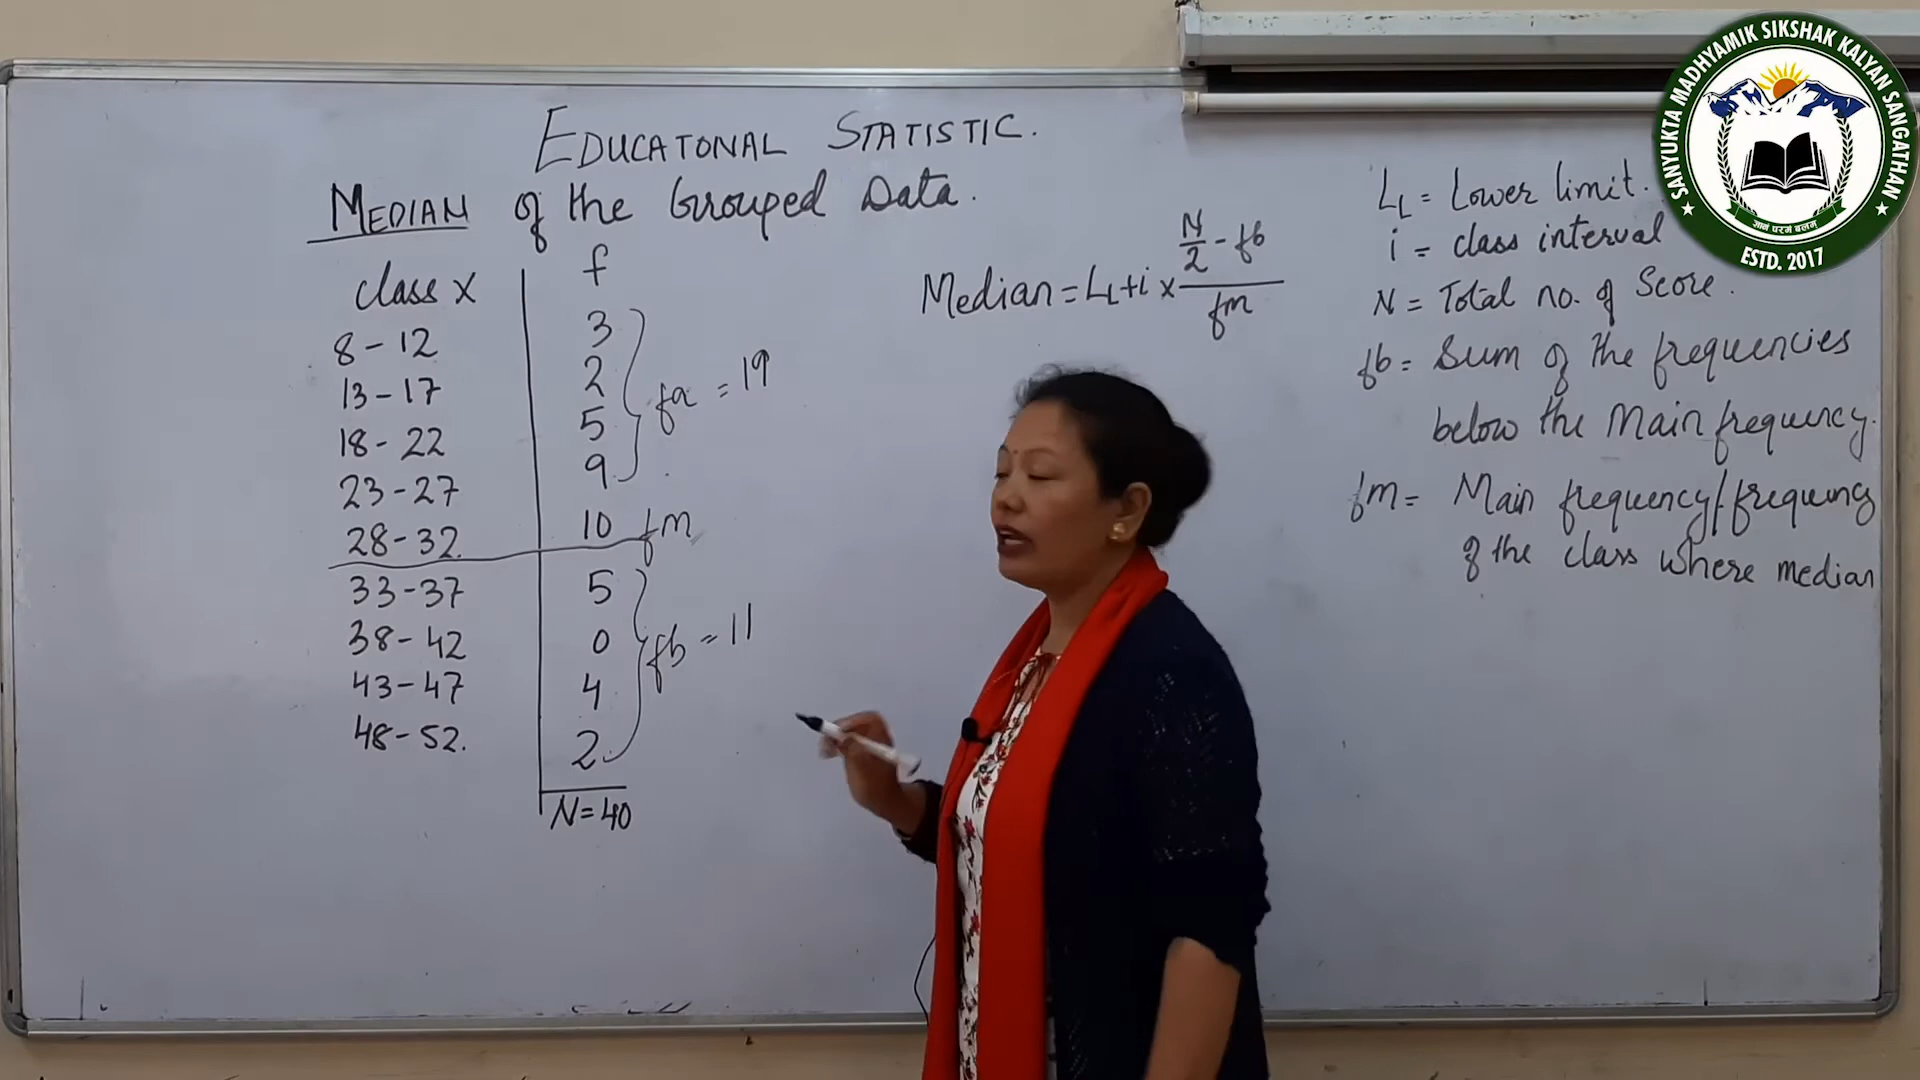 EDUCATONAL STATISTIC.
MEDIAN of the Grouped Data.
class x f
8 - 12 3
13 - 17 2
18 - 22 5
23 - 27 9
fa = 19
28 - 32. 10 fm
33 - 37 5
38 - 42 0
43 - 47 4
48 - 52. 2
fb = 11
N = 40
Median = LL + i × (N/2 - fb)/fm
LL = Lower limit.
i = class interval
N = Total no. of Score.
fb = Sum of the frequencies
below the Main frequency.
fm = Main frequency/frequency
of the class where median
SANYUKTA MADHYAMIK SIKSHAK KALYAN SANGATHAN
ज्ञानं परमं बलम्
ESTD. 2017